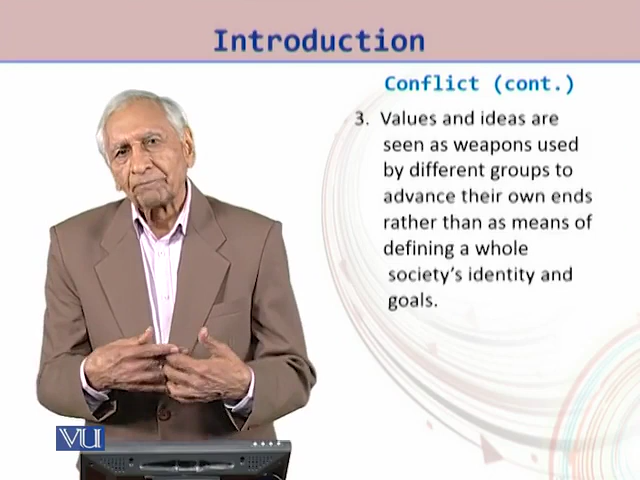 Introduction
Conflict (cont.)
3. Values and ideas are
seen as weapons used
by different groups to
advance their own ends
rather than as means of
defining a whole
society's identity and
goals.
VU